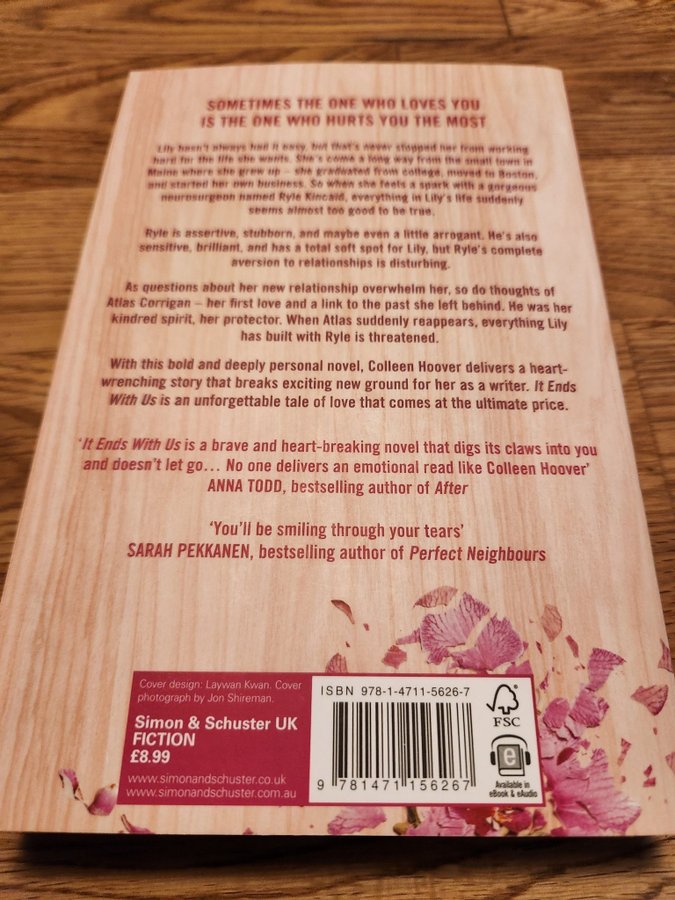 SOMETIMES THE ONE WHO LOVES YOU
IS THE ONE WHO HURTS YOU THE MOST
'Lily hasn't always had it easy, but that's never stopped her from working
hard for the life she wants. She's come a long way from the small town in
Maine where she grew up – she graduated from college, moved to Boston,
and started her own business. So when she feels a spark with a gorgeous
neurosurgeon named Ryle Kincaid, everything in Lily's life suddenly
seems almost too good to be true.
Ryle is assertive, stubborn, and maybe even a little arrogant. He's also
sensitive, brilliant, and has a total soft spot for Lily, but Ryle's complete
aversion to relationships is disturbing.
As questions about her new relationship overwhelm her, so do thoughts of
Atlas Corrigan – her first love and a link to the past she left behind. He was her
kindred spirit, her protector. When Atlas suddenly reappears, everything Lily
has built with Ryle is threatened.
With this bold and deeply personal novel, Colleen Hoover delivers a heart-
wrenching story that breaks exciting new ground for her as a writer. It Ends
With Us is an unforgettable tale of love that comes at the ultimate price.
'It Ends With Us is a brave and heart-breaking novel that digs its claws into you
and doesn't let go… No one delivers an emotional read like Colleen Hoover'
ANNA TODD, bestselling author of After
'You'll be smiling through your tears'
SARAH PEKKANEN, bestselling author of Perfect Neighbours
Cover design: Laywan Kwan. Cover
photograph by Jon Shireman.
Simon & Schuster UK
FICTION
£8.99
www.simonandschuster.co.uk
www.simonandschuster.com.au
ISBN 978-1-4711-5626-7
9 781471 156267
FSC
e
Available in
eBook & eAudio